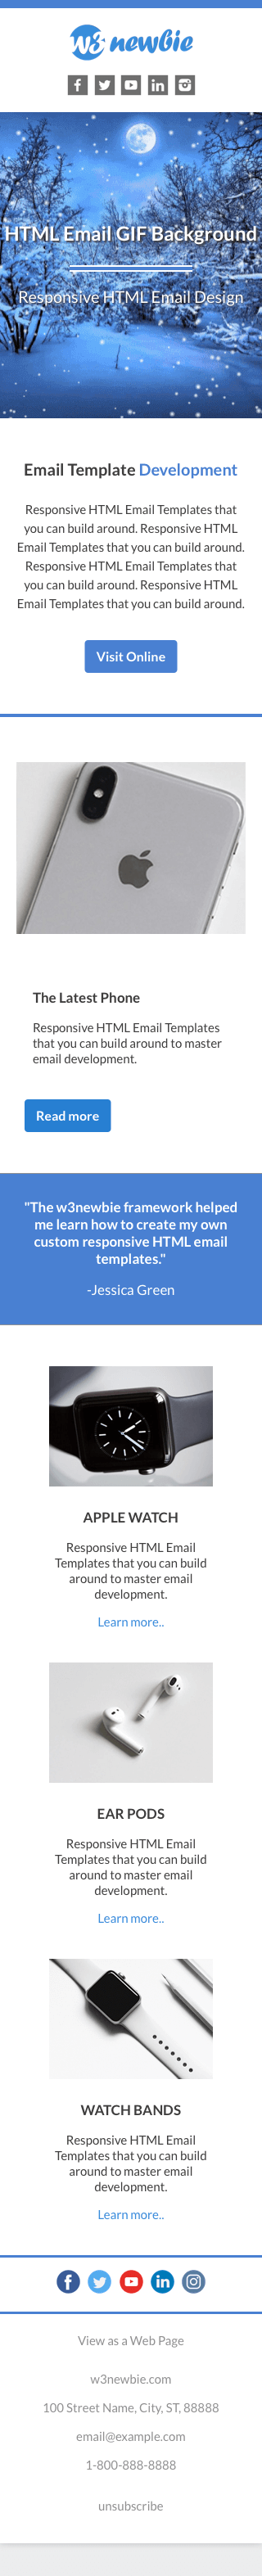 w3 newbie
HTML Email GIF Background
Responsive HTML Email Design
Email Template Development
Responsive HTML Email Templates that
you can build around. Responsive HTML
Email Templates that you can build around.
Responsive HTML Email Templates that
you can build around. Responsive HTML
Email Templates that you can build around.
Visit Online
The Latest Phone
Responsive HTML Email Templates
that you can build around to master
email development.
Read more
"The w3newbie framework helped
me learn how to create my own
custom responsive HTML email
templates."
-Jessica Green
APPLE WATCH
Responsive HTML Email
Templates that you can build
around to master email
development.
Learn more..
EAR PODS
Responsive HTML Email
Templates that you can build
around to master email
development.
Learn more..
WATCH BANDS
Responsive HTML Email
Templates that you can build
around to master email
development.
Learn more..
View as a Web Page
w3newbie.com
100 Street Name, City, ST, 88888
email@example.com
1-800-888-8888
unsubscribe